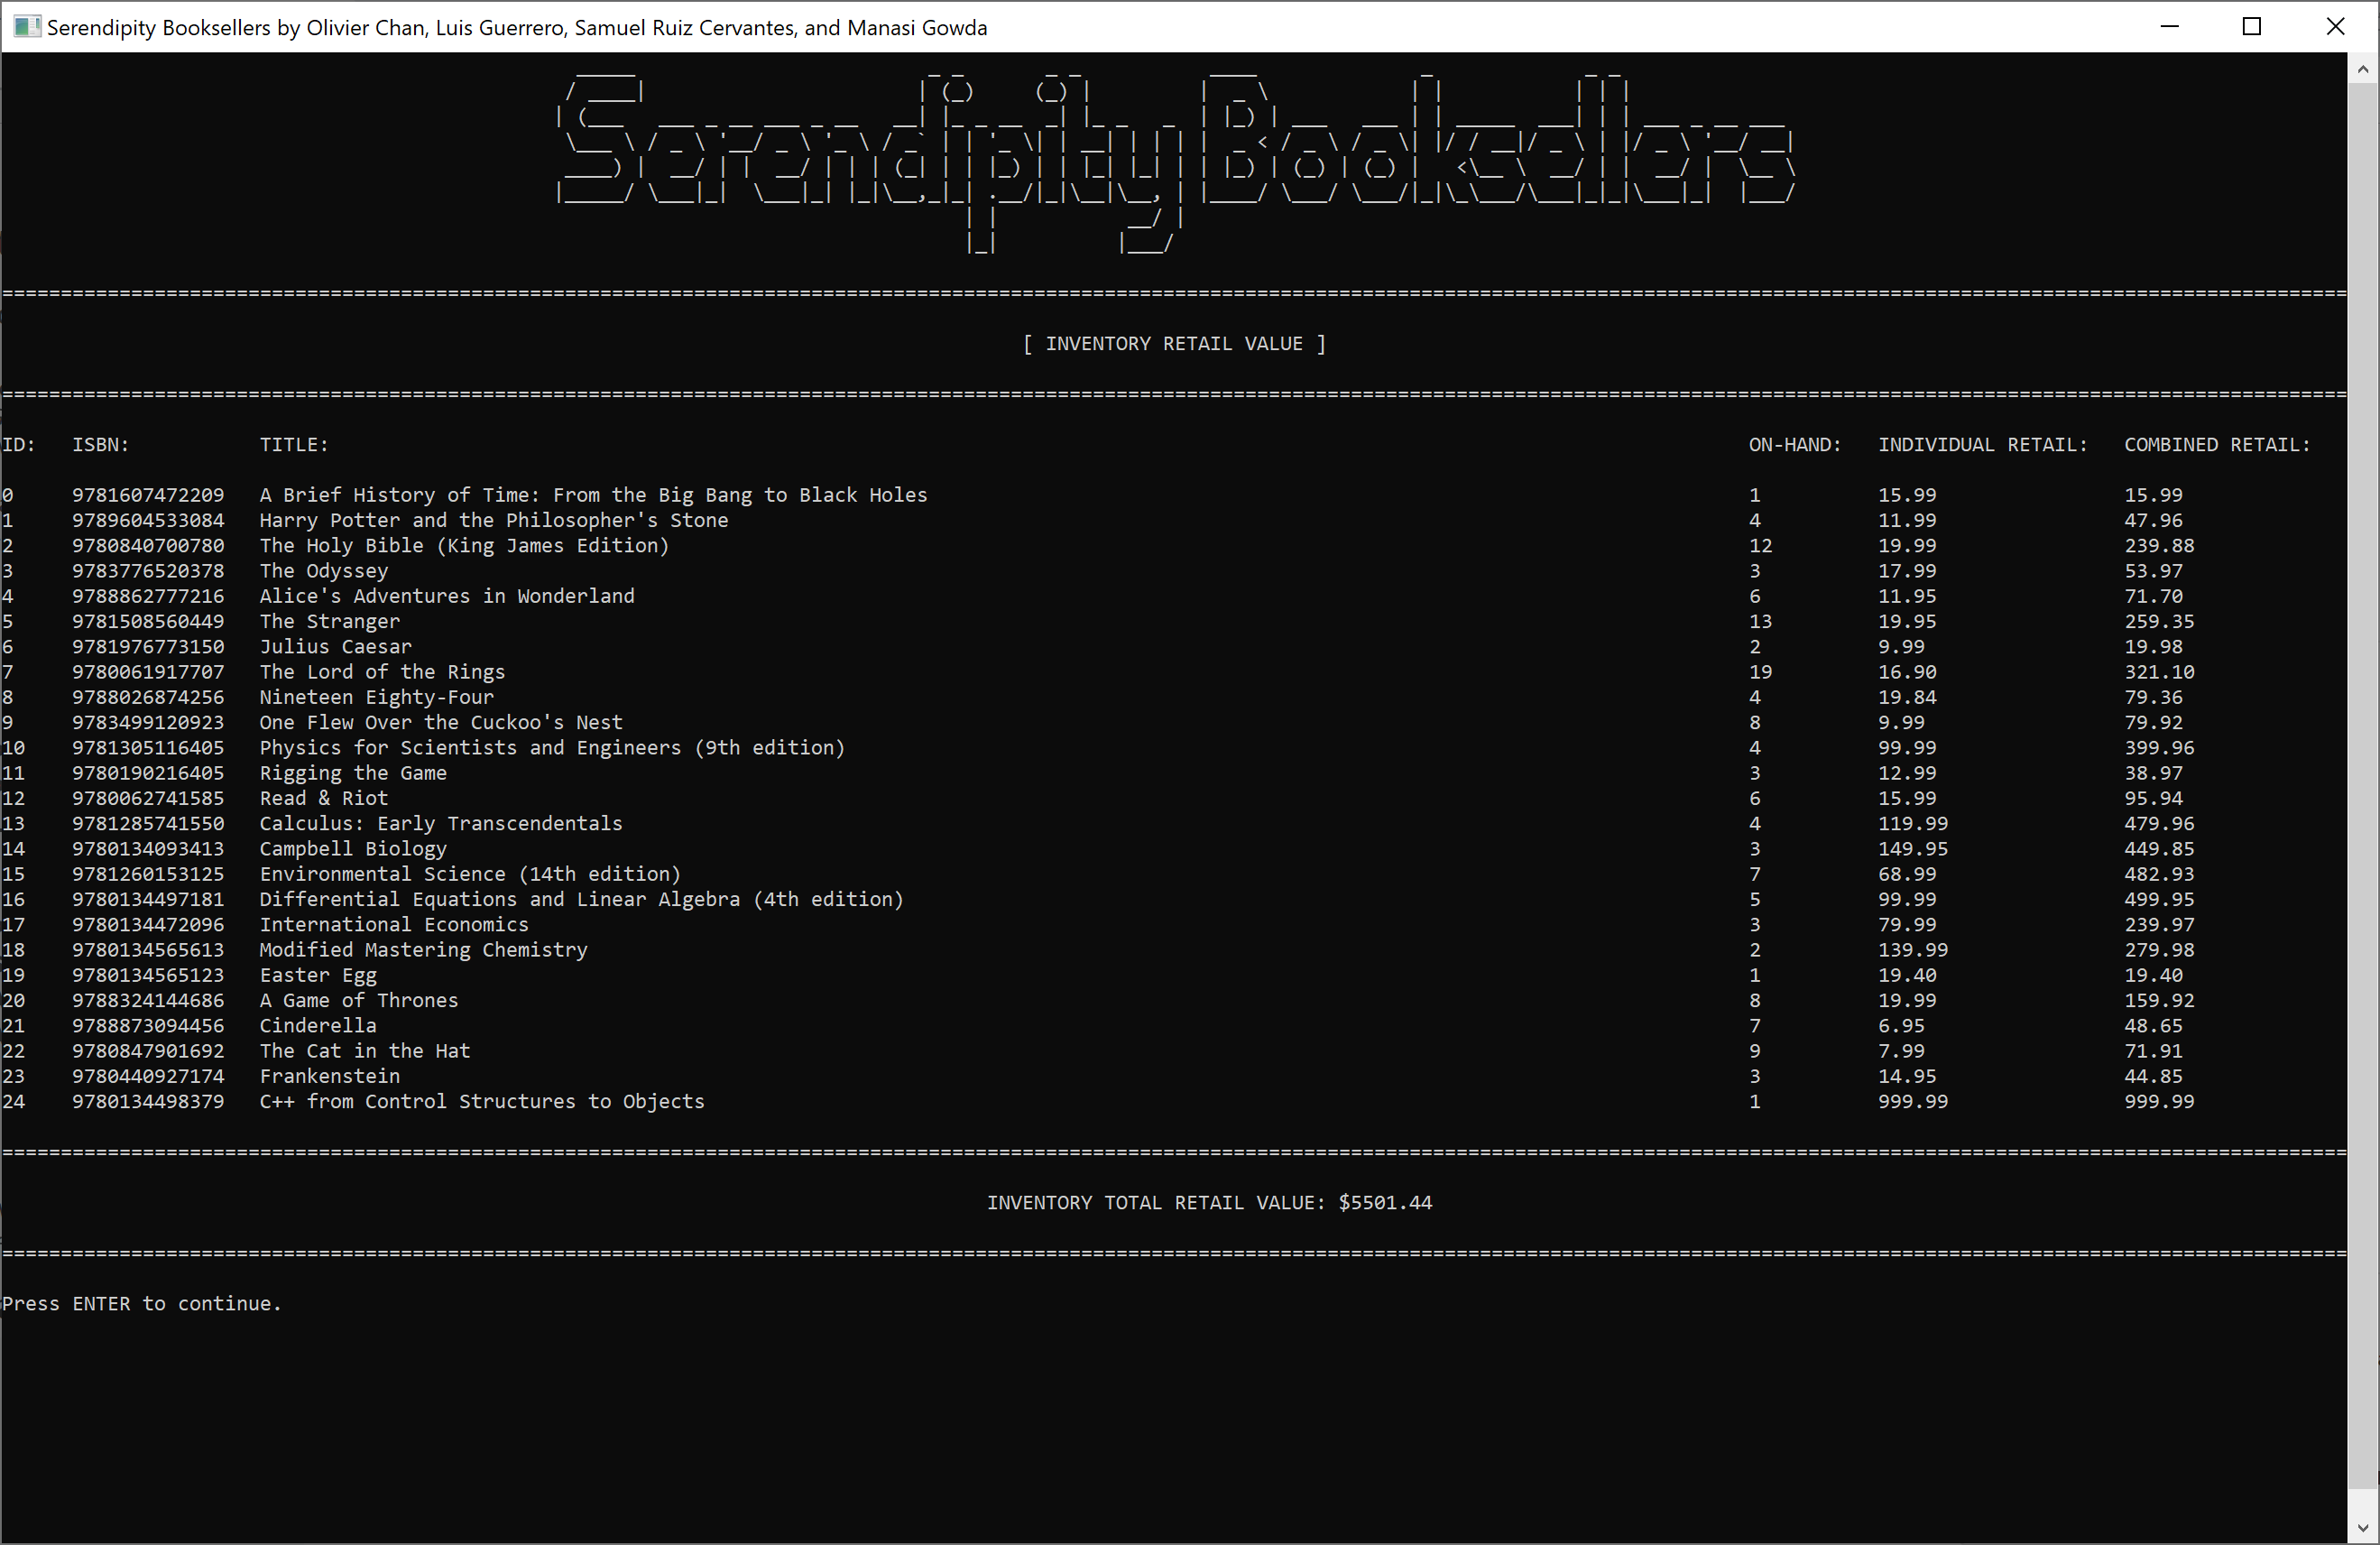 Serendipity Booksellers by Olivier Chan, Luis Guerrero, Samuel Ruiz Cervantes, and Manasi Gowda
Serendipity Booksellers
[ INVENTORY RETAIL VALUE ]
ID: ISBN: TITLE: ON-HAND: INDIVIDUAL RETAIL: COMBINED RETAIL:
0 9781607472209 A Brief History of Time: From the Big Bang to Black Holes 1 15.99 15.99
1 9789604533084 Harry Potter and the Philosopher's Stone 4 11.99 47.96
2 9780840700780 The Holy Bible (King James Edition) 12 19.99 239.88
3 9783776520378 The Odyssey 3 17.99 53.97
4 9788862777216 Alice's Adventures in Wonderland 6 11.95 71.70
5 9781508560449 The Stranger 13 19.95 259.35
6 9781976773150 Julius Caesar 2 9.99 19.98
7 9780061917707 The Lord of the Rings 19 16.90 321.10
8 9788026874256 Nineteen Eighty-Four 4 19.84 79.36
9 9783499120923 One Flew Over the Cuckoo's Nest 8 9.99 79.92
10 9781305116405 Physics for Scientists and Engineers (9th edition) 4 99.99 399.96
11 9780190216405 Rigging the Game 3 12.99 38.97
12 9780062741585 Read & Riot 6 15.99 95.94
13 9781285741550 Calculus: Early Transcendentals 4 119.99 479.96
14 9780134093413 Campbell Biology 3 149.95 449.85
15 9781260153125 Environmental Science (14th edition) 7 68.99 482.93
16 9780134497181 Differential Equations and Linear Algebra (4th edition) 5 99.99 499.95
17 9780134472096 International Economics 3 79.99 239.97
18 9780134565613 Modified Mastering Chemistry 2 139.99 279.98
19 9780134565123 Easter Egg 1 19.40 19.40
20 9788324144686 A Game of Thrones 8 19.99 159.92
21 9788873094456 Cinderella 7 6.95 48.65
22 9780847901692 The Cat in the Hat 9 7.99 71.91
23 9780440927174 Frankenstein 3 14.95 44.85
24 9780134498379 C++ from Control Structures to Objects 1 999.99 999.99
INVENTORY TOTAL RETAIL VALUE: $5501.44
Press ENTER to continue.